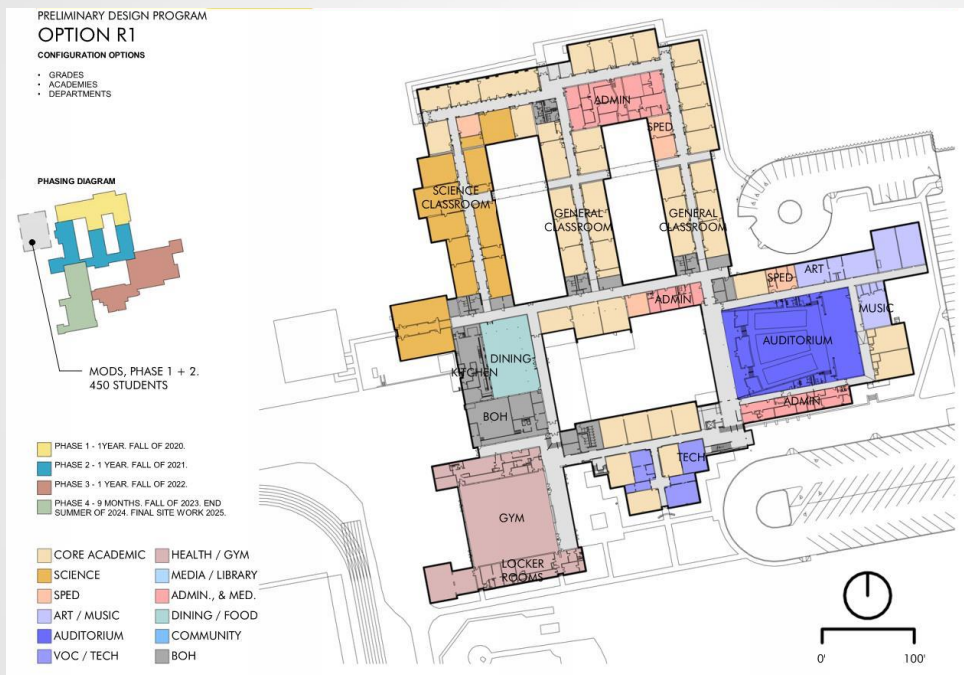 PRELIMINARY DESIGN PROGRAM
OPTION R1
CONFIGURATION OPTIONS
• GRADES
• ACADEMIES
• DEPARTMENTS
PHASING DIAGRAM
MODS, PHASE 1 + 2.
450 STUDENTS
PHASE 1 - 1YEAR. FALL OF 2020.
PHASE 2 - 1 YEAR. FALL OF 2021.
PHASE 3 - 1 YEAR. FALL OF 2022.
PHASE 4 - 9 MONTHS. FALL OF 2023. END
SUMMER OF 2024. FINAL SITE WORK 2025.
CORE ACADEMIC
SCIENCE
SPED
ART / MUSIC
AUDITORIUM
VOC / TECH
HEALTH / GYM
MEDIA / LIBRARY
ADMIN., & MED.
DINING / FOOD
COMMUNITY
BOH
ADMIN
SPED
SCIENCE
CLASSROOM
GENERAL
CLASSROOM
GENERAL
CLASSROOM
SPED
ART
ADMIN
MUSIC
AUDITORIUM
DINING
KITCHEN
ADMIN
BOH
TECH
GYM
LOCKER
ROOMS
0'
100'